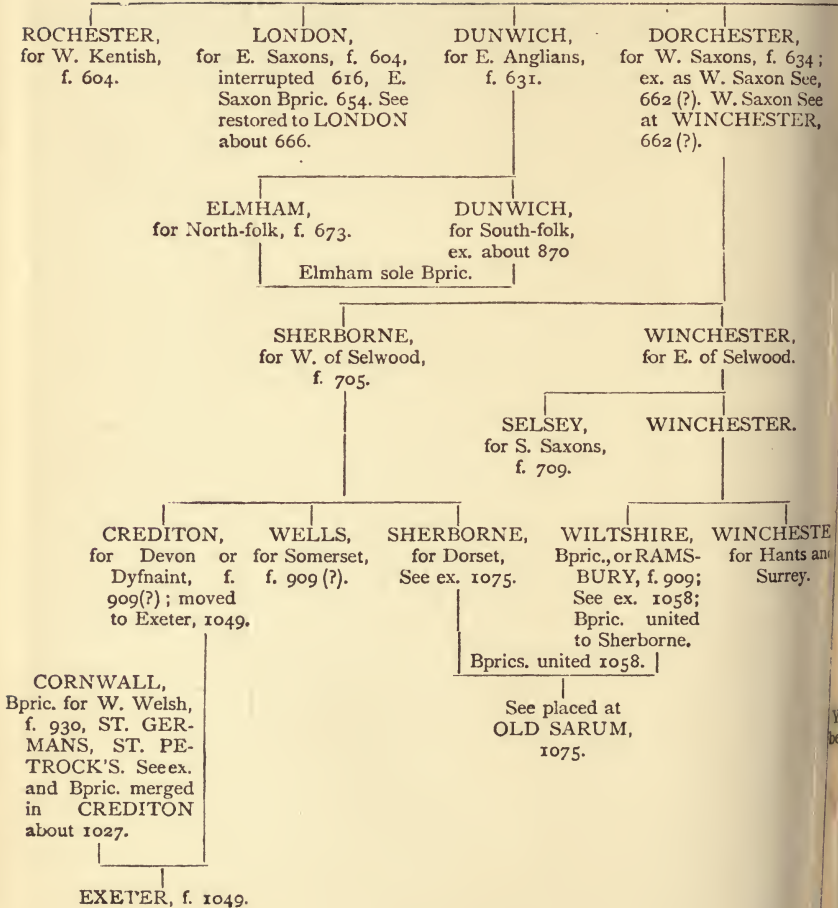 ROCHESTER,
for W. Kentish,
f. 604.
LONDON,
for E. Saxons, f. 604,
interrupted 616, E.
Saxon Bpric. 654. See
restored to LONDON
about 666.
DUNWICH,
for E. Anglians,
f. 631.
DORCHESTER,
for W. Saxons, f. 634;
ex. as W. Saxon See,
662 (?). W. Saxon See
at WINCHESTER,
662 (?).
ELMHAM,
for North-folk, f. 673.
DUNWICH,
for South-folk,
ex. about 870
Elmham sole Bpric.
SHERBORNE,
for W. of Selwood,
f. 705.
WINCHESTER,
for E. of Selwood.
SELSEY,
for S. Saxons,
f. 709.
WINCHESTER.
CREDITON,
for Devon or
Dyfnaint, f.
909(?); moved
to Exeter, 1049.
WELLS,
for Somerset,
f. 909 (?).
SHERBORNE,
for Dorset,
See ex. 1075.
WILTSHIRE,
Bpric., or RAMS-
BURY, f. 909;
See ex. 1058;
Bpric. united
to Sherborne.
WINCHESTE
for Hants and
Surrey.
Bprics. united 1058.
See placed at
OLD SARUM,
1075.
CORNWALL,
Bpric. for W. Welsh,
f. 930, ST. GER-
MANS, ST. PE-
TROCK'S. See ex.
and Bpric. merged
in CREDITON
about 1027.
EXETER, f. 1049.